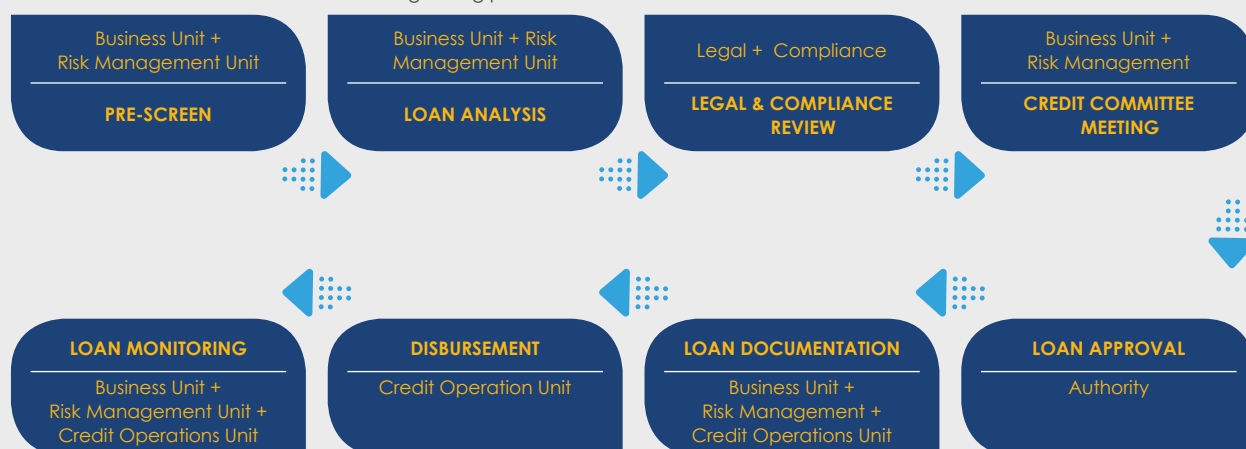 Business Unit +
Risk Management Unit
PRE-SCREEN
Business Unit + Risk
Management Unit
LOAN ANALYSIS
Legal + Compliance
LEGAL & COMPLIANCE
REVIEW
Business Unit +
Risk Management
CREDIT COMMITTEE
MEETING
LOAN APPROVAL
Authority
LOAN DOCUMENTATION
Business Unit +
Risk Management +
Credit Operations Unit
DISBURSEMENT
Credit Operation Unit
LOAN MONITORING
Business Unit +
Risk Management Unit +
Credit Operations Unit